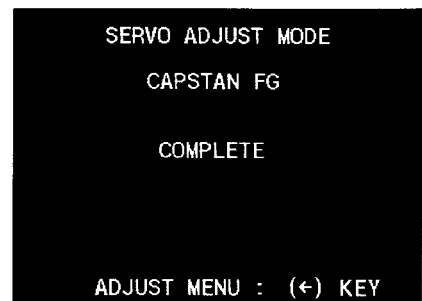 SERVO ADJUST MODE
CAPSTAN FG
COMPLETE
ADJUST MENU : (←) KEY